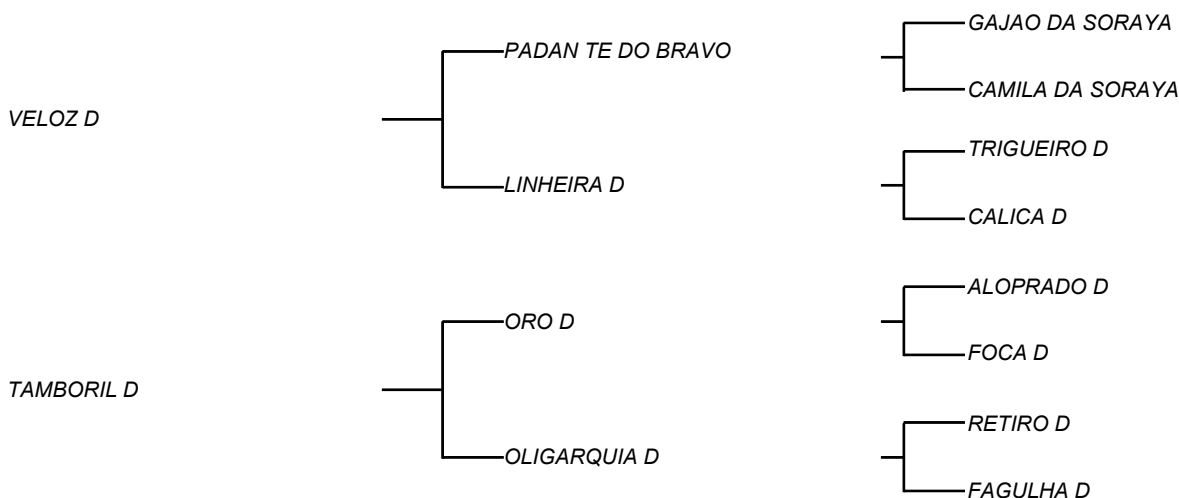 GAJAO DA SORAYA
PADAN TE DO BRAVO
CAMILA DA SORAYA
VELOZ D
TRIGUEIRO D
LINHEIRA D
CALICA D
ALOPRADO D
ORO D
FOCA D
TAMBORIL D
RETIRO D
OLIGARQUIA D
FAGULHA D